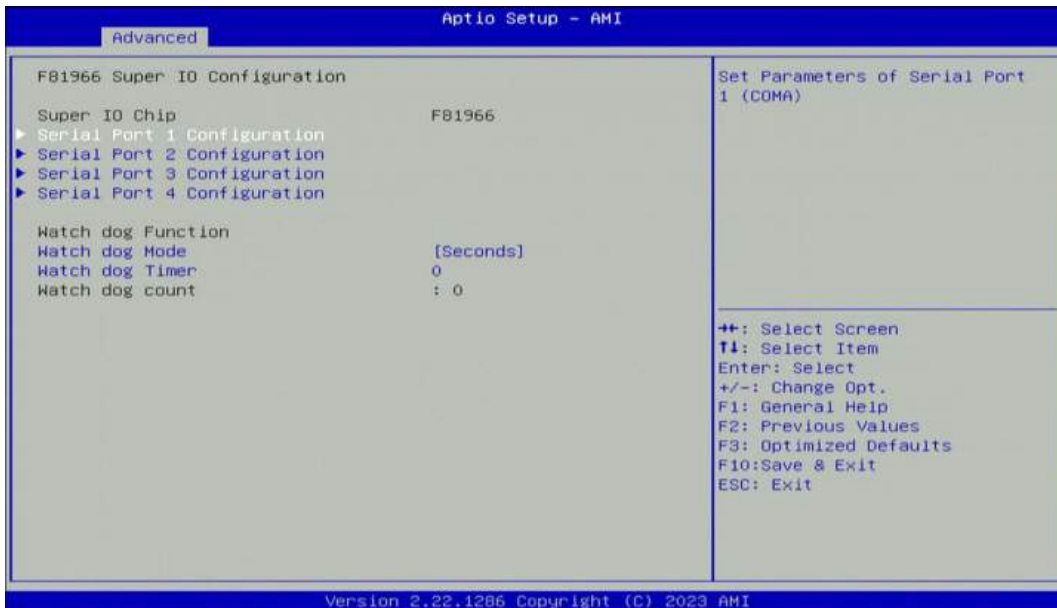 Aptio Setup - AMI
Advanced
F81966 Super IO Configuration
Super IO Chip F81966
► Serial Port 1 Configuration
► Serial Port 2 Configuration
► Serial Port 3 Configuration
► Serial Port 4 Configuration
Watch dog Function
Watch dog Mode [Seconds]
Watch dog Timer 0
Watch dog count : 0
Set Parameters of Serial Port
1 (COMA)
→←: Select Screen
↑↓: Select Item
Enter: Select
+/-: Change Opt.
F1: General Help
F2: Previous Values
F3: Optimized Defaults
F10:Save & Exit
ESC: Exit
Version 2.22.1286 Copyright (C) 2023 AMI